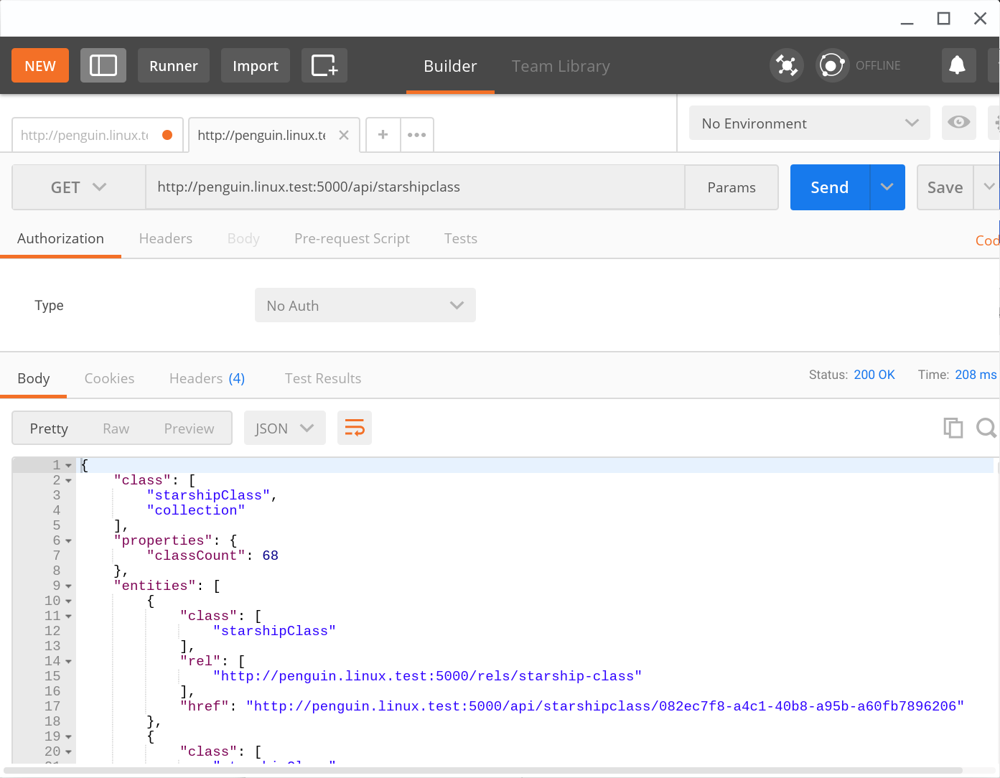 NEW Runner Import Builder Team Library OFFLINE
http://penguin.linux.te http://penguin.linux.te No Environment
GET http://penguin.linux.test:5000/api/starshipclass Params Send Save
Authorization Headers Body Pre-request Script Tests Cod
Type No Auth
Body Cookies Headers (4) Test Results Status: 200 OK Time: 208 ms
Pretty Raw Preview JSON
1 {
2 "class": [
3 "starshipClass",
4 "collection"
5 ],
6 "properties": {
7 "classCount": 68
8 },
9 "entities": [
10 {
11 "class": [
12 "starshipClass"
13 ],
14 "rel": [
15 "http://penguin.linux.test:5000/rels/starship-class"
16 ],
17 "href": "http://penguin.linux.test:5000/api/starshipclass/082ec7f8-a4c1-40b8-a95b-a60fb7896206"
18 },
19 {
20 "class": [